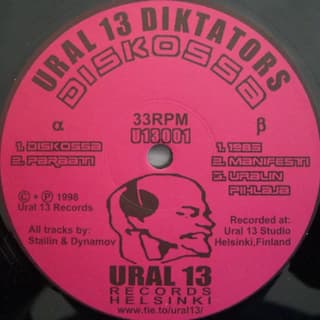 URAL 13 DIKTATORS
DISKOSSA
α
33RPM
β
U13001
1. DISKOSSA
2. PARAATI
1. 1983
2. MANIFESTI
3. URALIN
PIHLAJA
© + ℗ 1998
Ural 13 Records
Recorded at:
Ural 13 Studio
Helsinki,Finland
All tracks by:
Stallin & Dynamov
URAL 13
RECORDS
HELSINKI
www.tie.to/ural13/